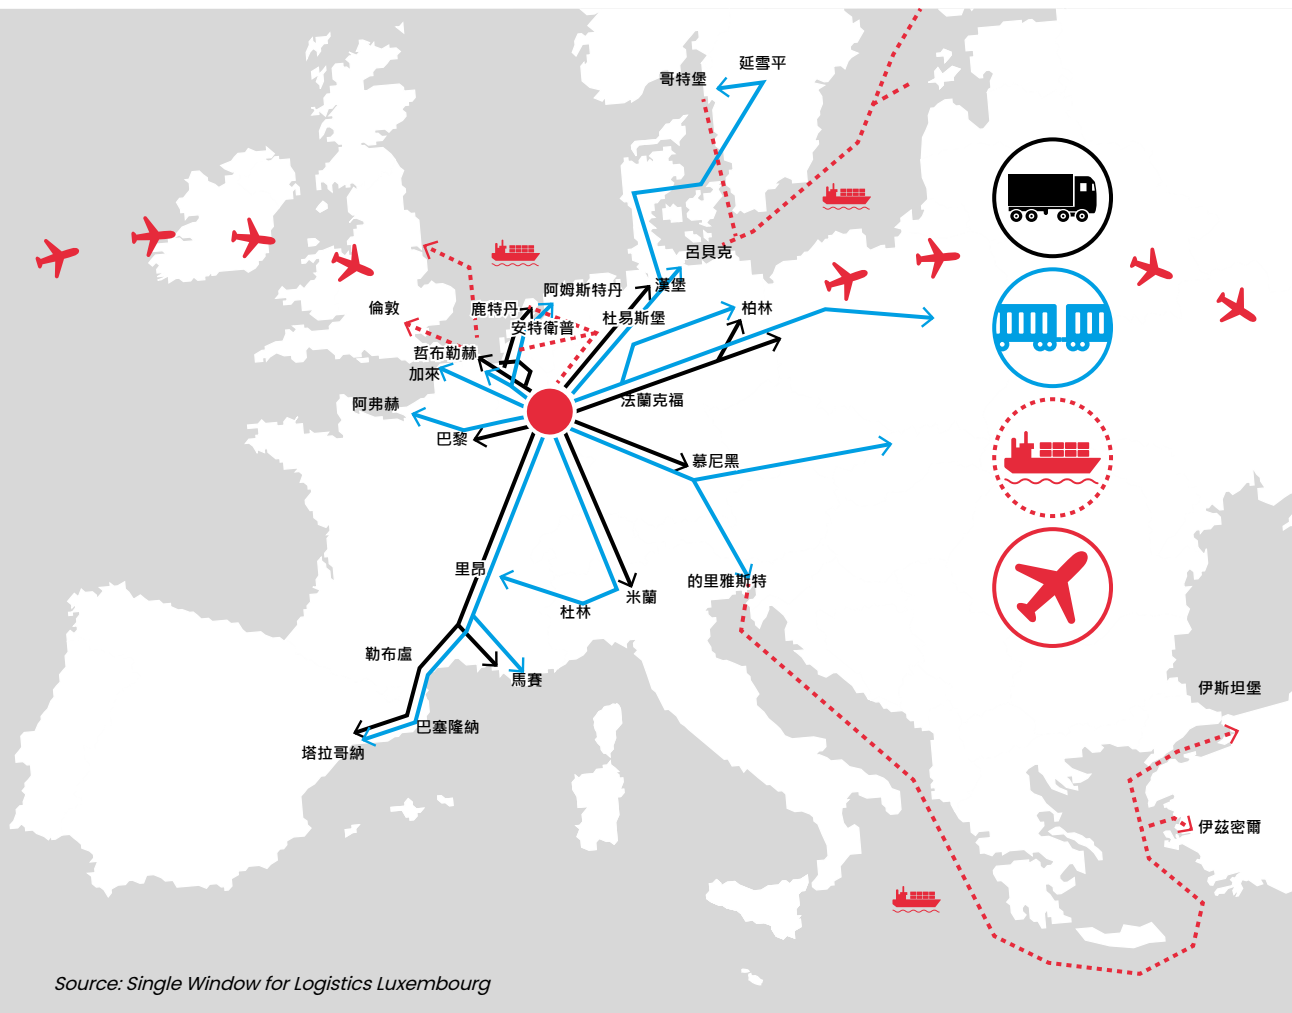 延雪平
哥特堡
呂貝克
漢堡
阿姆斯特丹
鹿特丹
倫敦
柏林
杜易斯堡
安特衛普
哲布勒赫
加來
阿弗赫
法蘭克福
巴黎
慕尼黑
里昂
的里雅斯特
米蘭
杜林
勒布盧
馬賽
伊斯坦堡
巴塞隆納
塔拉哥納
伊茲密爾
Source: Single Window for Logistics Luxembourg